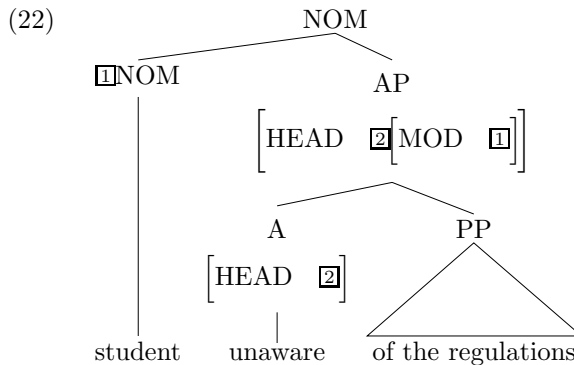 (22) NOM
1 NOM AP
[HEAD 2[MOD 1]]
A PP
[HEAD 2]
student unaware of the regulations